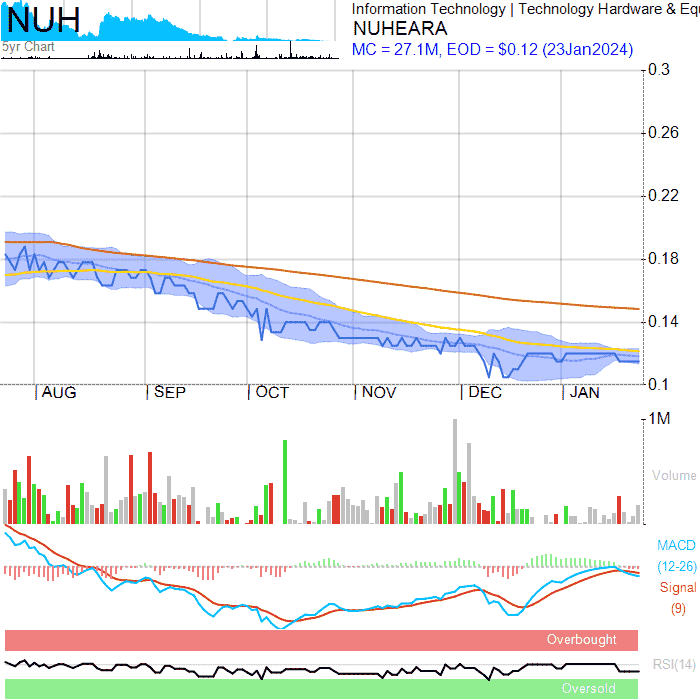 NUH
5yr Chart
Information Technology | Technology Hardware & Equ
NUHEARA
MC = 27.1M, EOD = $0.12 (23Jan2024)
0.3
0.26
0.22
0.18
0.14
0.1
| AUG | SEP | OCT | NOV | DEC | JAN
1M
Volume
MACD
(12-26)
Signal
(9)
Overbought
RSI(14)
Oversold